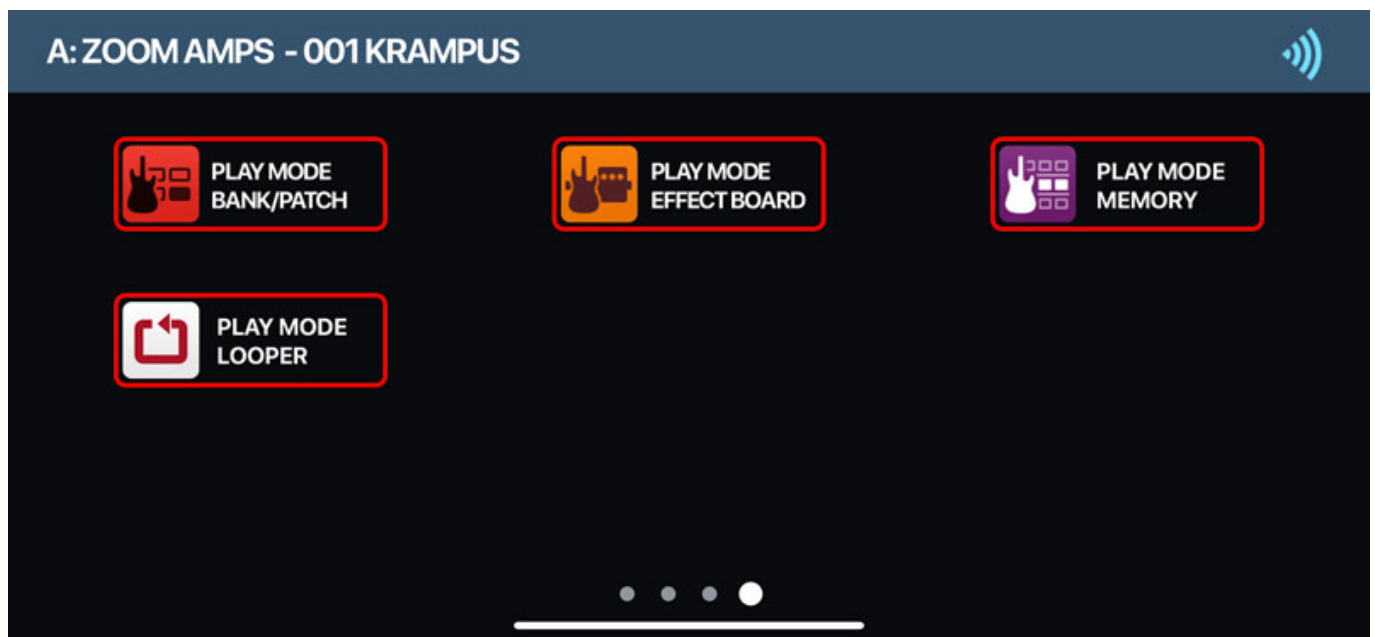 A: ZOOM AMPS - 001 KRAMPUS
PLAY MODE
BANK/PATCH
PLAY MODE
EFFECT BOARD
PLAY MODE
MEMORY
PLAY MODE
LOOPER